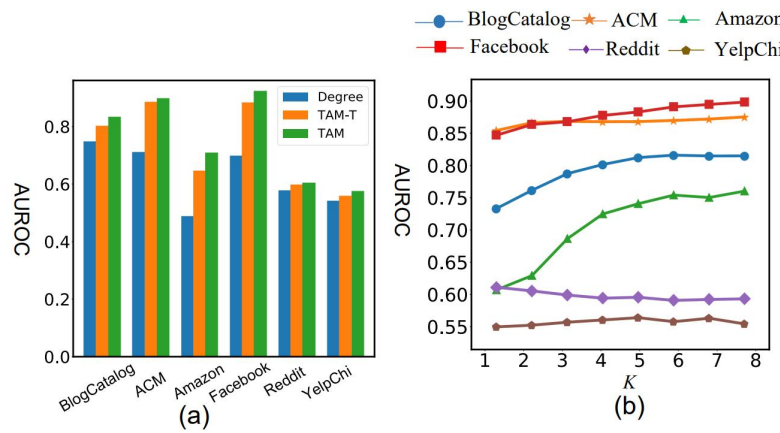 AUROC
0.8
0.6
0.4
0.2
0.0
Degree
TAM-T
TAM
BlogCatalog
ACM
Amazon
Facebook
Reddit
YelpChi
(a)
BlogCatalog ACM Amazon
Facebook Reddit YelpChi
AUROC
0.90
0.85
0.80
0.75
0.70
0.65
0.60
0.55
1 2 3 4 5 6 7 8
K
(b)